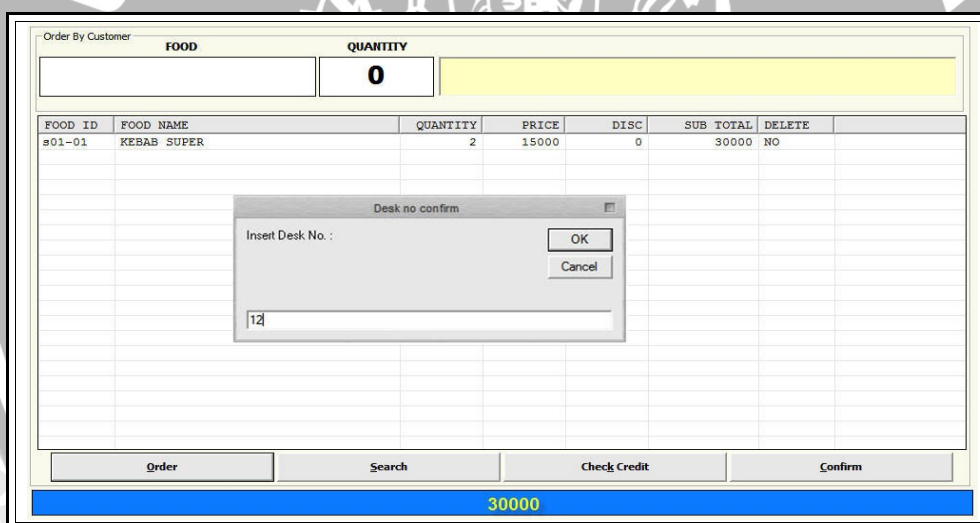 Order By Customer
FOOD QUANTITY
0
FOOD ID FOOD NAME QUANTITY PRICE DISC SUB TOTAL DELETE
s01-01 KEBAB SUPER 2 15000 0 30000 NO
Desk no confirm
Insert Desk No. :
OK
Cancel
12
Order Search Check Credit Confirm
30000